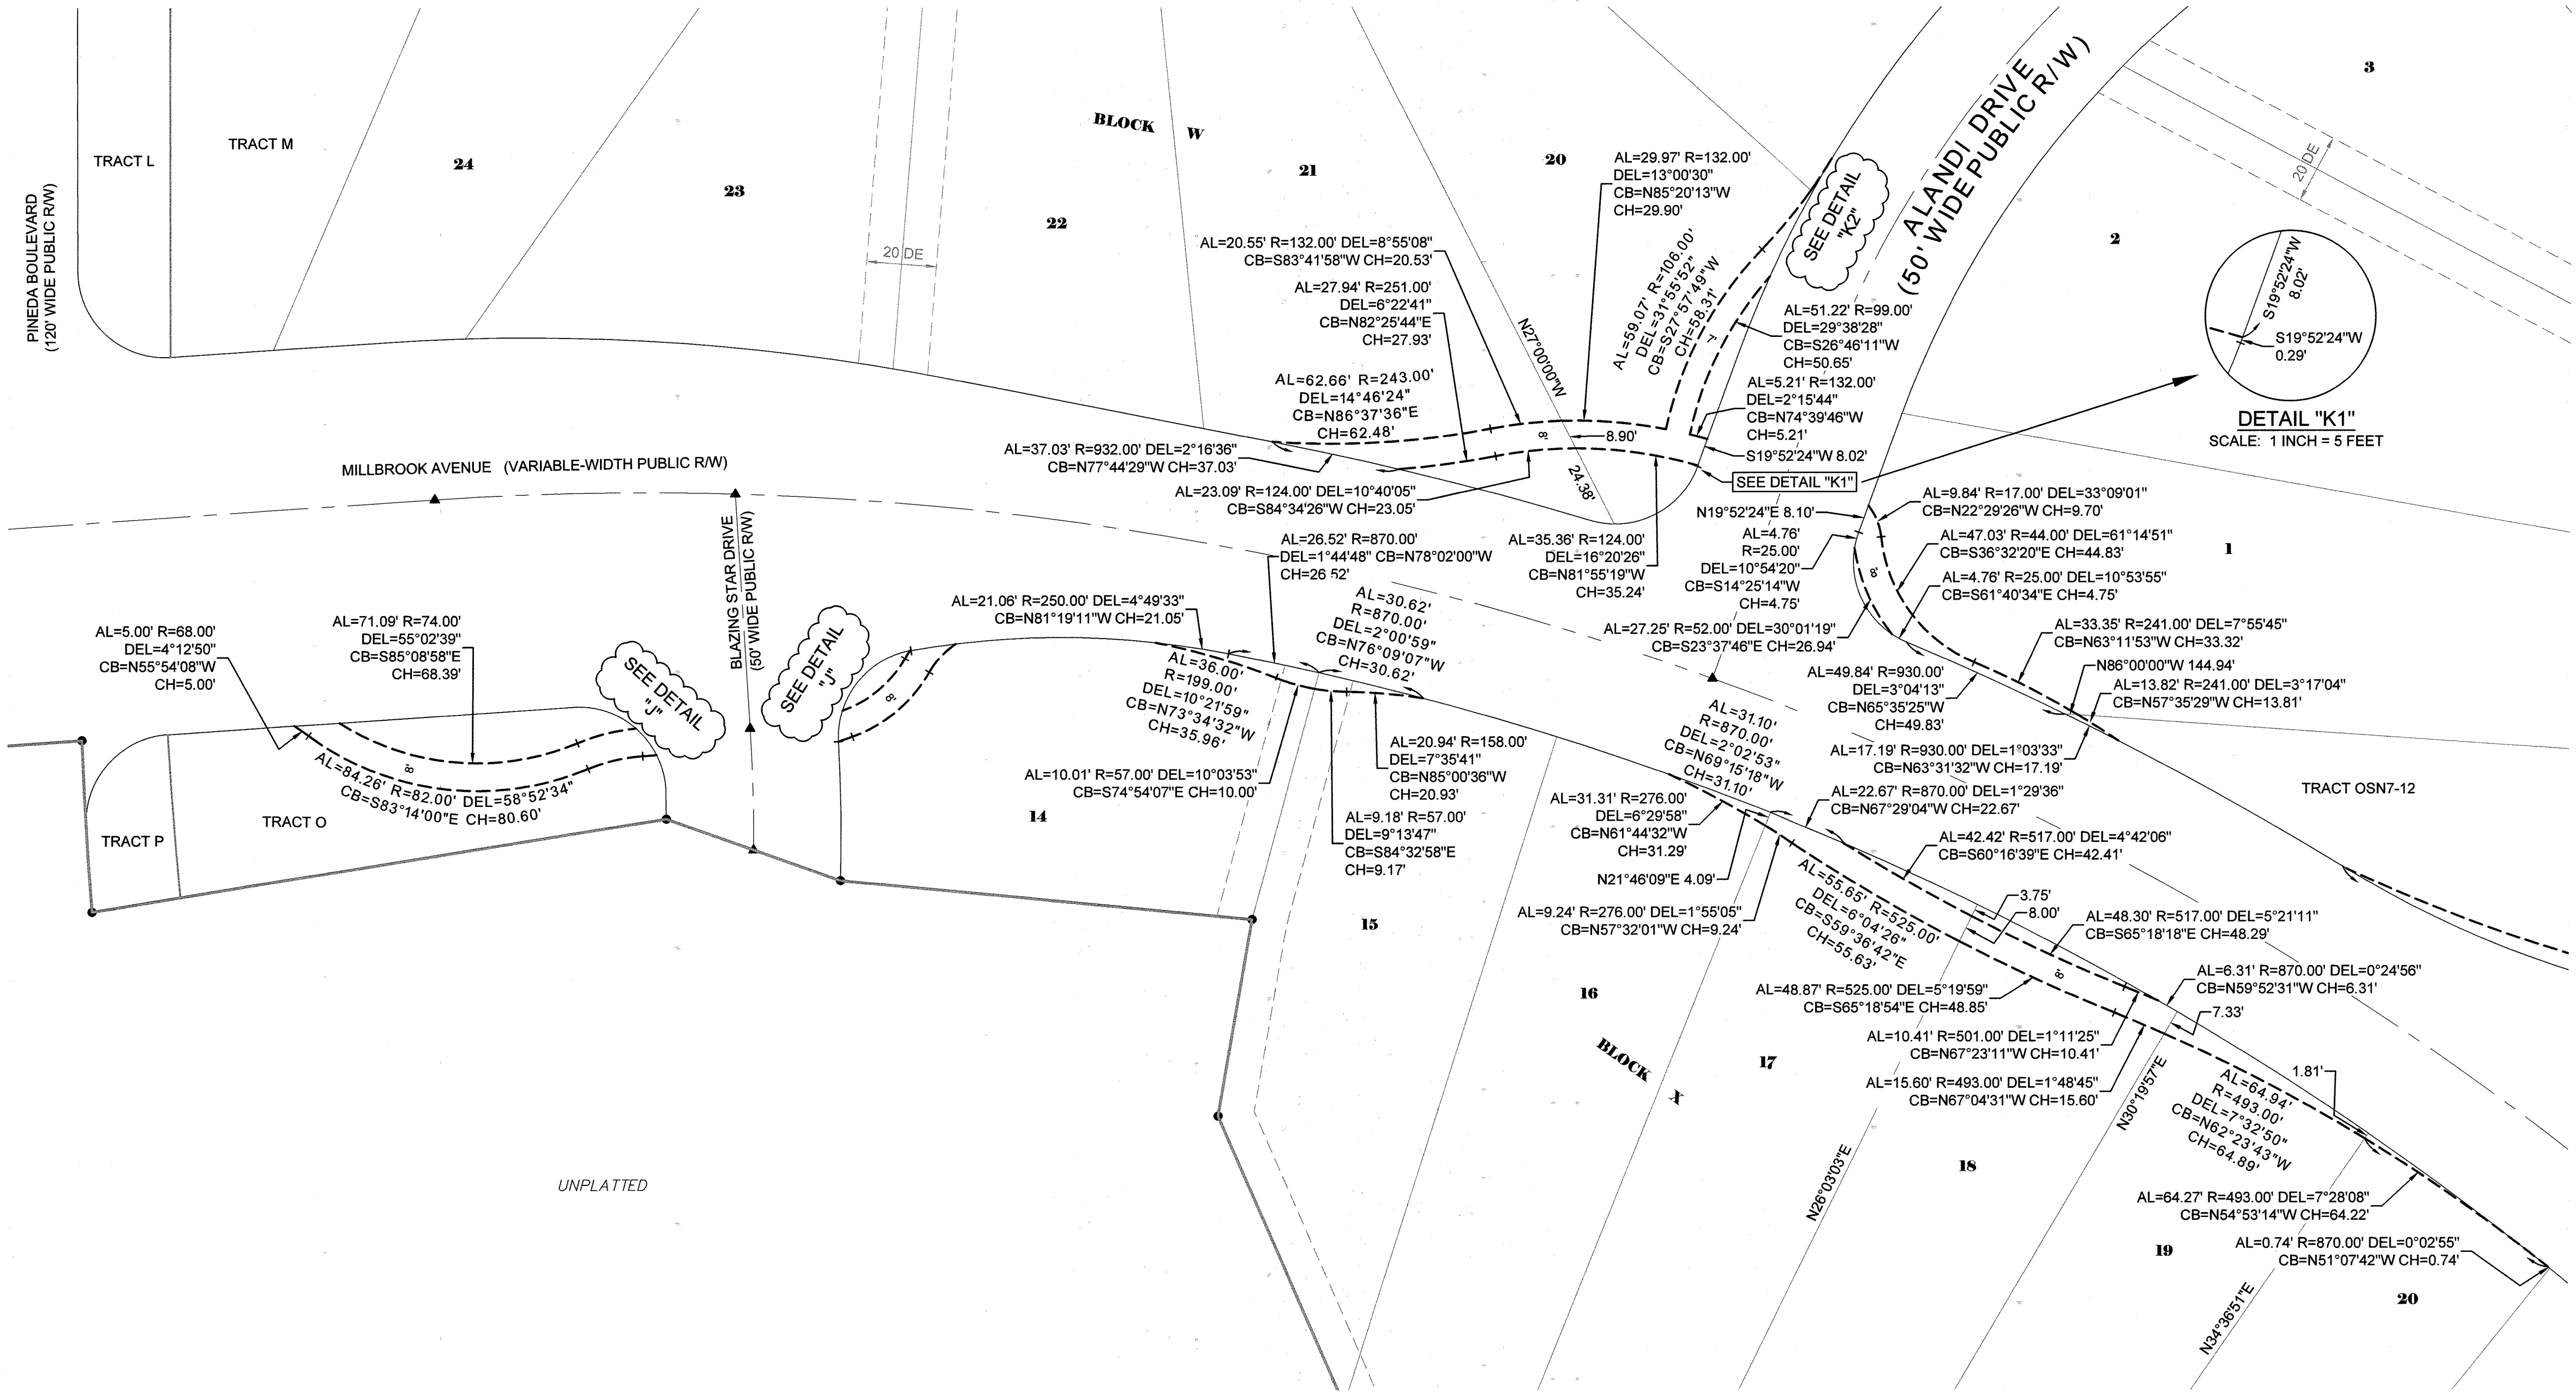 PINEDA BOULEVARD
(120' WIDE PUBLIC R/W)
TRACT L
TRACT M
24
23
20 DE
22
BLOCK W
21
20
AL=29.97' R=132.00'
DEL=13°00'30"
CB=N85°20'13"W
CH=29.90'
AL=20.55' R=132.00' DEL=8°55'08"
CB=S83°41'58"W CH=20.53'
AL=27.94' R=251.00'
DEL=6°22'41"
CB=N82°25'44"E
CH=27.93'
AL=62.66' R=243.00'
DEL=14°46'24"
CB=N86°37'36"E
CH=62.48'
AL=37.03' R=932.00' DEL=2°16'36"
CB=N77°44'29"W CH=37.03'
AL=23.09' R=124.00' DEL=10°40'05"
CB=S84°34'26"W CH=23.05'
N27°00'00"W
8'
8.90'
24.38'
AL=59.07' R=106.00'
DEL=31°55'52"
CB=S27°57'49"W
CH=58.31'
7'
SEE DETAIL
"K2"
ALANDI DRIVE
(50' WIDE PUBLIC R/W)
AL=51.22' R=99.00'
DEL=29°38'28"
CB=S26°46'11"W
CH=50.65'
AL=5.21' R=132.00'
DEL=2°15'44"
CB=N74°39'46"W
CH=5.21'
S19°52'24"W 8.02'
SEE DETAIL "K1"
3
20 DE
2
S19°52'24"W
8.02'
S19°52'24"W
0.29'
DETAIL "K1"
SCALE: 1 INCH = 5 FEET
MILLBROOK AVENUE (VARIABLE-WIDTH PUBLIC R/W)
BLAZING STAR DRIVE
(50' WIDE PUBLIC R/W)
AL=5.00' R=68.00'
DEL=4°12'50"
CB=N55°54'08"W
CH=5.00'
AL=71.09' R=74.00'
DEL=55°02'39"
CB=S85°08'58"E
CH=68.39'
8'
AL=84.26' R=82.00' DEL=58°52'34"
CB=S83°14'00"E CH=80.60'
TRACT O
TRACT P
SEE DETAIL
"J"
SEE DETAIL
"J"
8'
AL=21.06' R=250.00' DEL=4°49'33"
CB=N81°19'11"W CH=21.05'
AL=26.52' R=870.00'
DEL=1°44'48" CB=N78°02'00"W
CH=26.52'
AL=30.62'
R=870.00'
DEL=2°00'59"
CB=N76°09'07"W
CH=30.62'
AL=36.00'
R=199.00'
DEL=10°21'59"
CB=N73°34'32"W
CH=35.96'
AL=10.01' R=57.00' DEL=10°03'53"
CB=S74°54'07"E CH=10.00'
AL=20.94' R=158.00'
DEL=7°35'41"
CB=N85°00'36"W
CH=20.93'
AL=9.18' R=57.00'
DEL=9°13'47"
CB=S84°32'58"E
CH=9.17'
14
15
AL=35.36' R=124.00'
DEL=16°20'26"
CB=N81°55'19"W
CH=35.24'
N19°52'24"E 8.10'
AL=4.76'
R=25.00'
DEL=10°54'20"
CB=S14°25'14"W
CH=4.75'
AL=27.25' R=52.00' DEL=30°01'19"
CB=S23°37'46"E CH=26.94'
AL=9.84' R=17.00' DEL=33°09'01"
CB=N22°29'26"W CH=9.70'
AL=47.03' R=44.00' DEL=61°14'51"
CB=S36°32'20"E CH=44.83'
AL=4.76' R=25.00' DEL=10°53'55"
CB=S61°40'34"E CH=4.75'
8'
1
AL=33.35' R=241.00' DEL=7°55'45"
CB=N63°11'53"W CH=33.32'
N86°00'00"W 144.94'
AL=13.82' R=241.00' DEL=3°17'04"
CB=N57°35'29"W CH=13.81'
AL=49.84' R=930.00'
DEL=3°04'13"
CB=N65°35'25"W
CH=49.83'
AL=17.19' R=930.00' DEL=1°03'33"
CB=N63°31'32"W CH=17.19'
TRACT OSN7-12
AL=31.10'
R=870.00'
DEL=2°02'53"
CB=N69°15'18"W
CH=31.10'
AL=31.31' R=276.00'
DEL=6°29'58"
CB=N61°44'32"W
CH=31.29'
N21°46'09"E 4.09'
AL=9.24' R=276.00' DEL=1°55'05"
CB=N57°32'01"W CH=9.24'
AL=22.67' R=870.00' DEL=1°29'36"
CB=N67°29'04"W CH=22.67'
AL=42.42' R=517.00' DEL=4°42'06"
CB=S60°16'39"E CH=42.41'
AL=55.65' R=525.00'
DEL=6°04'26"
CB=S59°36'42"E
CH=55.63'
3.75'
8.00'
AL=48.30' R=517.00' DEL=5°21'11"
CB=S65°18'18"E CH=48.29'
8'
AL=48.87' R=525.00' DEL=5°19'59"
CB=S65°18'54"E CH=48.85'
AL=6.31' R=870.00' DEL=0°24'56"
CB=N59°52'31"W CH=6.31'
7.33'
AL=10.41' R=501.00' DEL=1°11'25"
CB=N67°23'11"W CH=10.41'
AL=15.60' R=493.00' DEL=1°48'45"
CB=N67°04'31"W CH=15.60'
16
BLOCK X
17
N26°03'03"E
18
N30°19'57"E
1.81'
AL=64.94'
R=493.00'
DEL=7°32'50"
CB=N62°23'43"W
CH=64.89'
AL=64.27' R=493.00' DEL=7°28'08"
CB=N54°53'14"W CH=64.22'
AL=0.74' R=870.00' DEL=0°02'55"
CB=N51°07'42"W CH=0.74'
19
N34°36'51"E
20
UNPLATTED